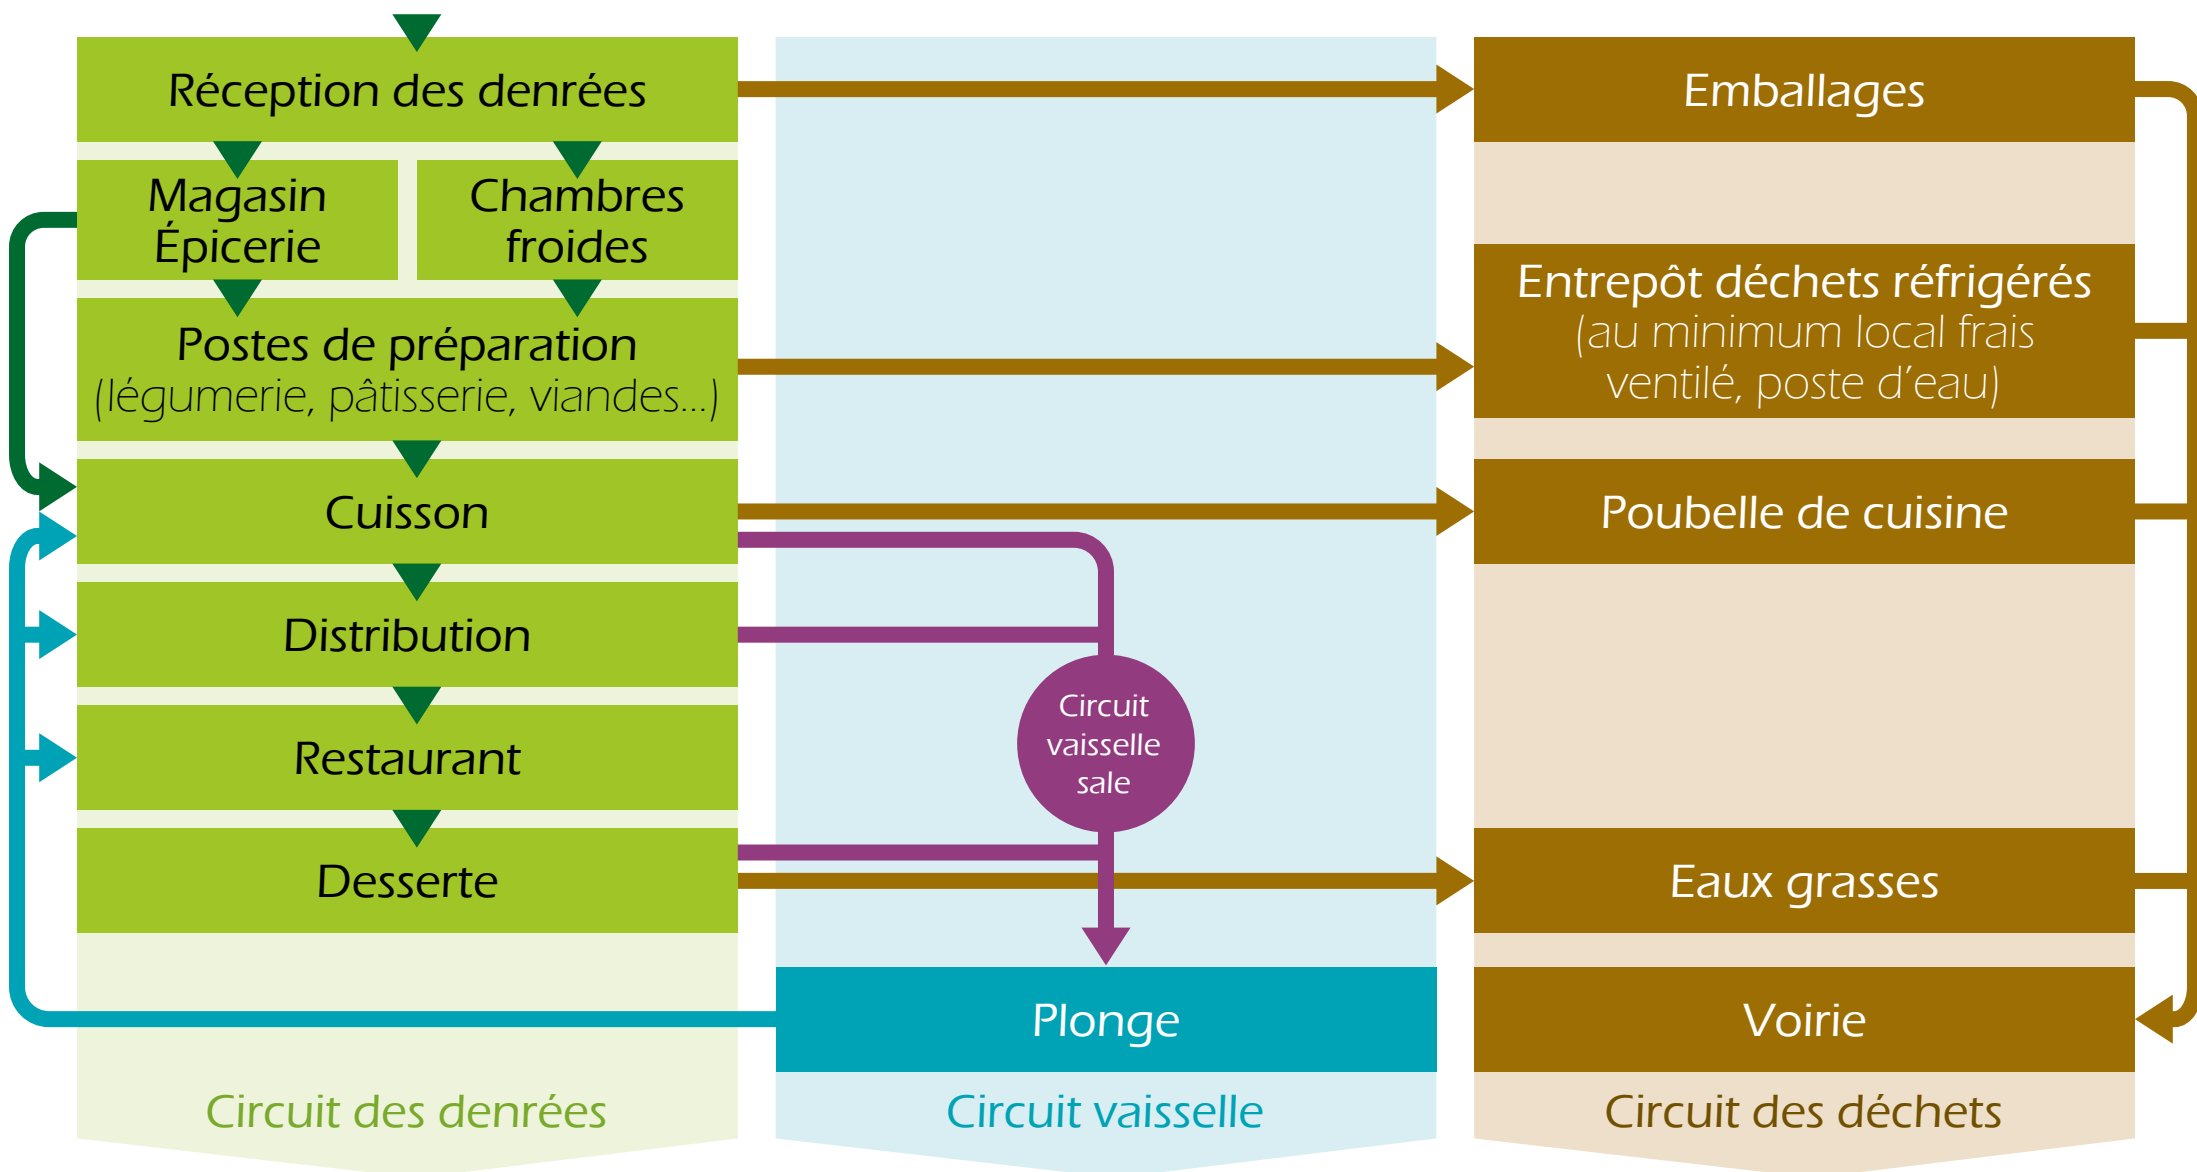 Réception des denrées
Emballages
Magasin
Épicerie
Chambres
froides
Postes de préparation
(légumerie, pâtisserie, viandes...)
Entrepôt déchets réfrigérés
(au minimum local frais
ventilé, poste d’eau)
Cuisson
Poubelle de cuisine
Distribution
Restaurant
Circuit
vaisselle
sale
Desserte
Eaux grasses
Plonge
Voirie
Circuit des denrées
Circuit vaisselle
Circuit des déchets